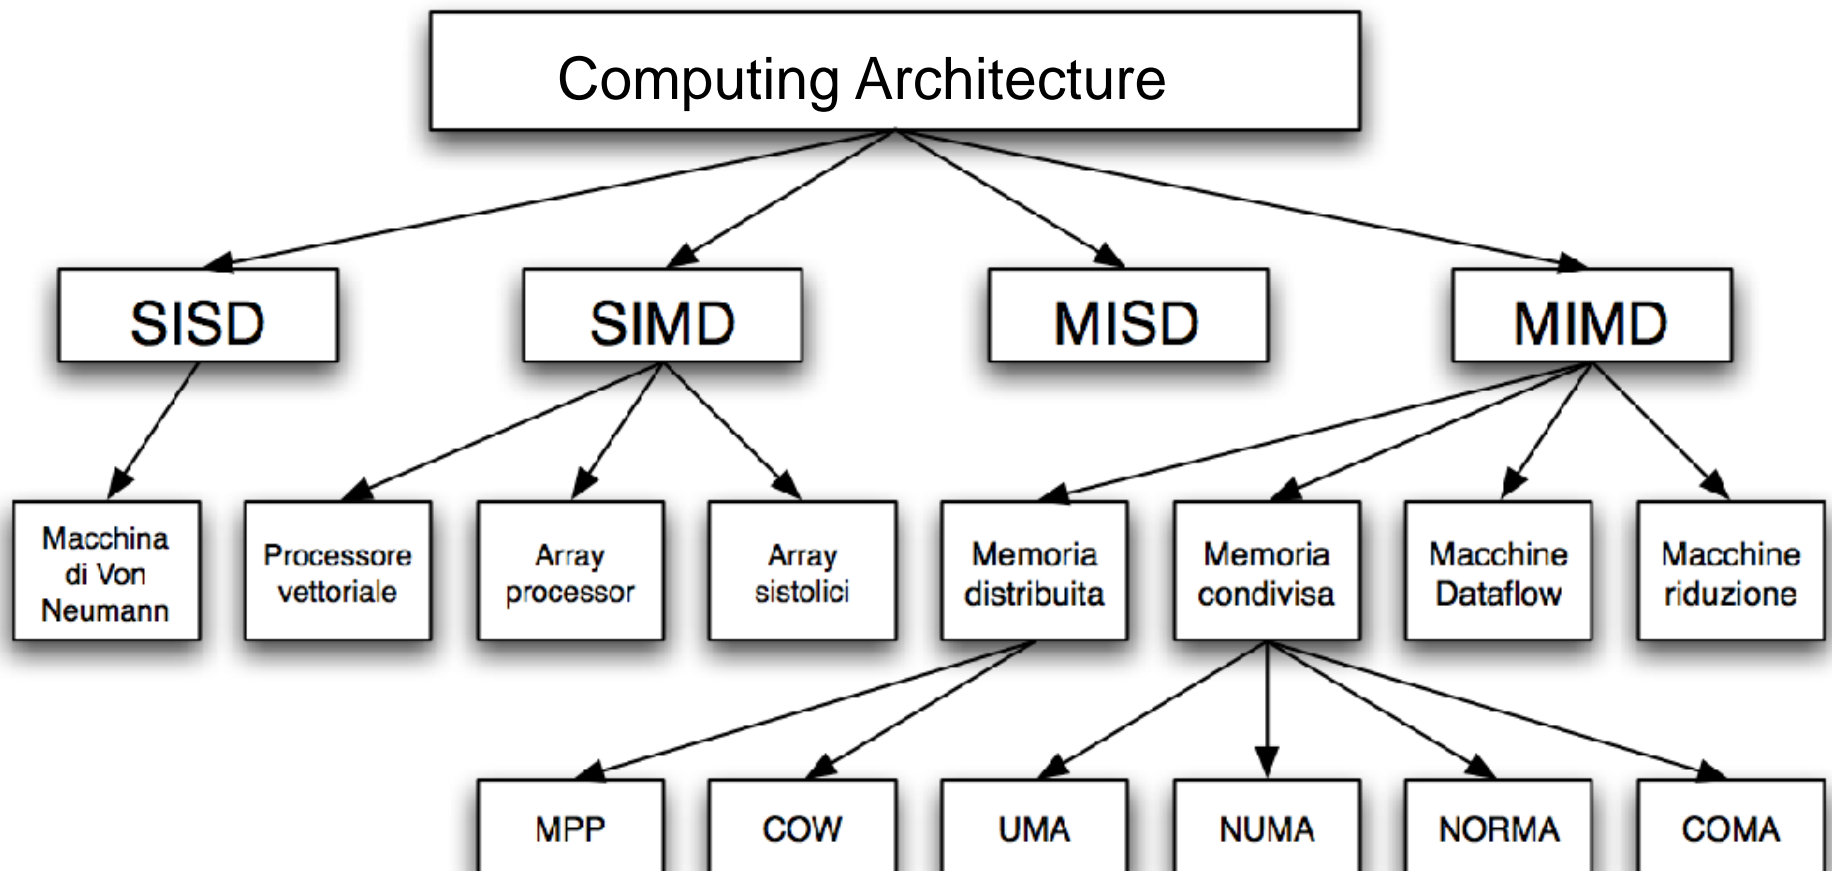 Computing Architecture
SISD
SIMD
MISD
MIMD
Macchina
di Von
Neumann
Processore
vettoriale
Array
processor
Array
sistolici
Memoria
distribuita
Memoria
condivisa
Macchine
Dataflow
Macchine
riduzione
MPP
COW
UMA
NUMA
NORMA
COMA